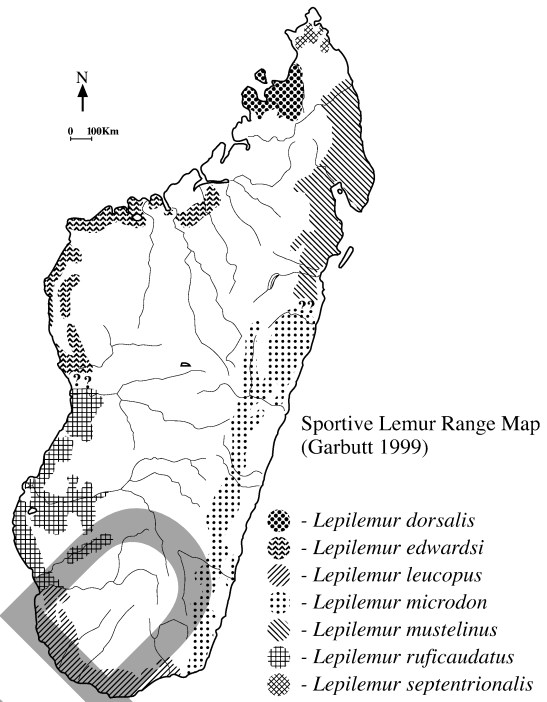 N
0 100Km
??
? ?
Sportive Lemur Range Map
(Garbutt 1999)
- Lepilemur dorsalis
- Lepilemur edwardsi
- Lepilemur leucopus
- Lepilemur microdon
- Lepilemur mustelinus
- Lepilemur ruficaudatus
- Lepilemur septentrionalis